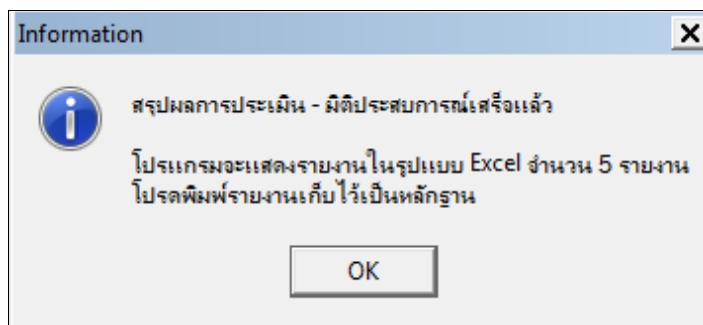 Information
สรุปผลการประเมิน - มิติประสบการณ์เสร็จแล้ว
โปรแกรมจะแสดงรายงานในรูปแบบ Excel จำนวน 5 รายงาน
โปรดพิมพ์รายงานเก็บไว้เป็นหลักฐาน
OK